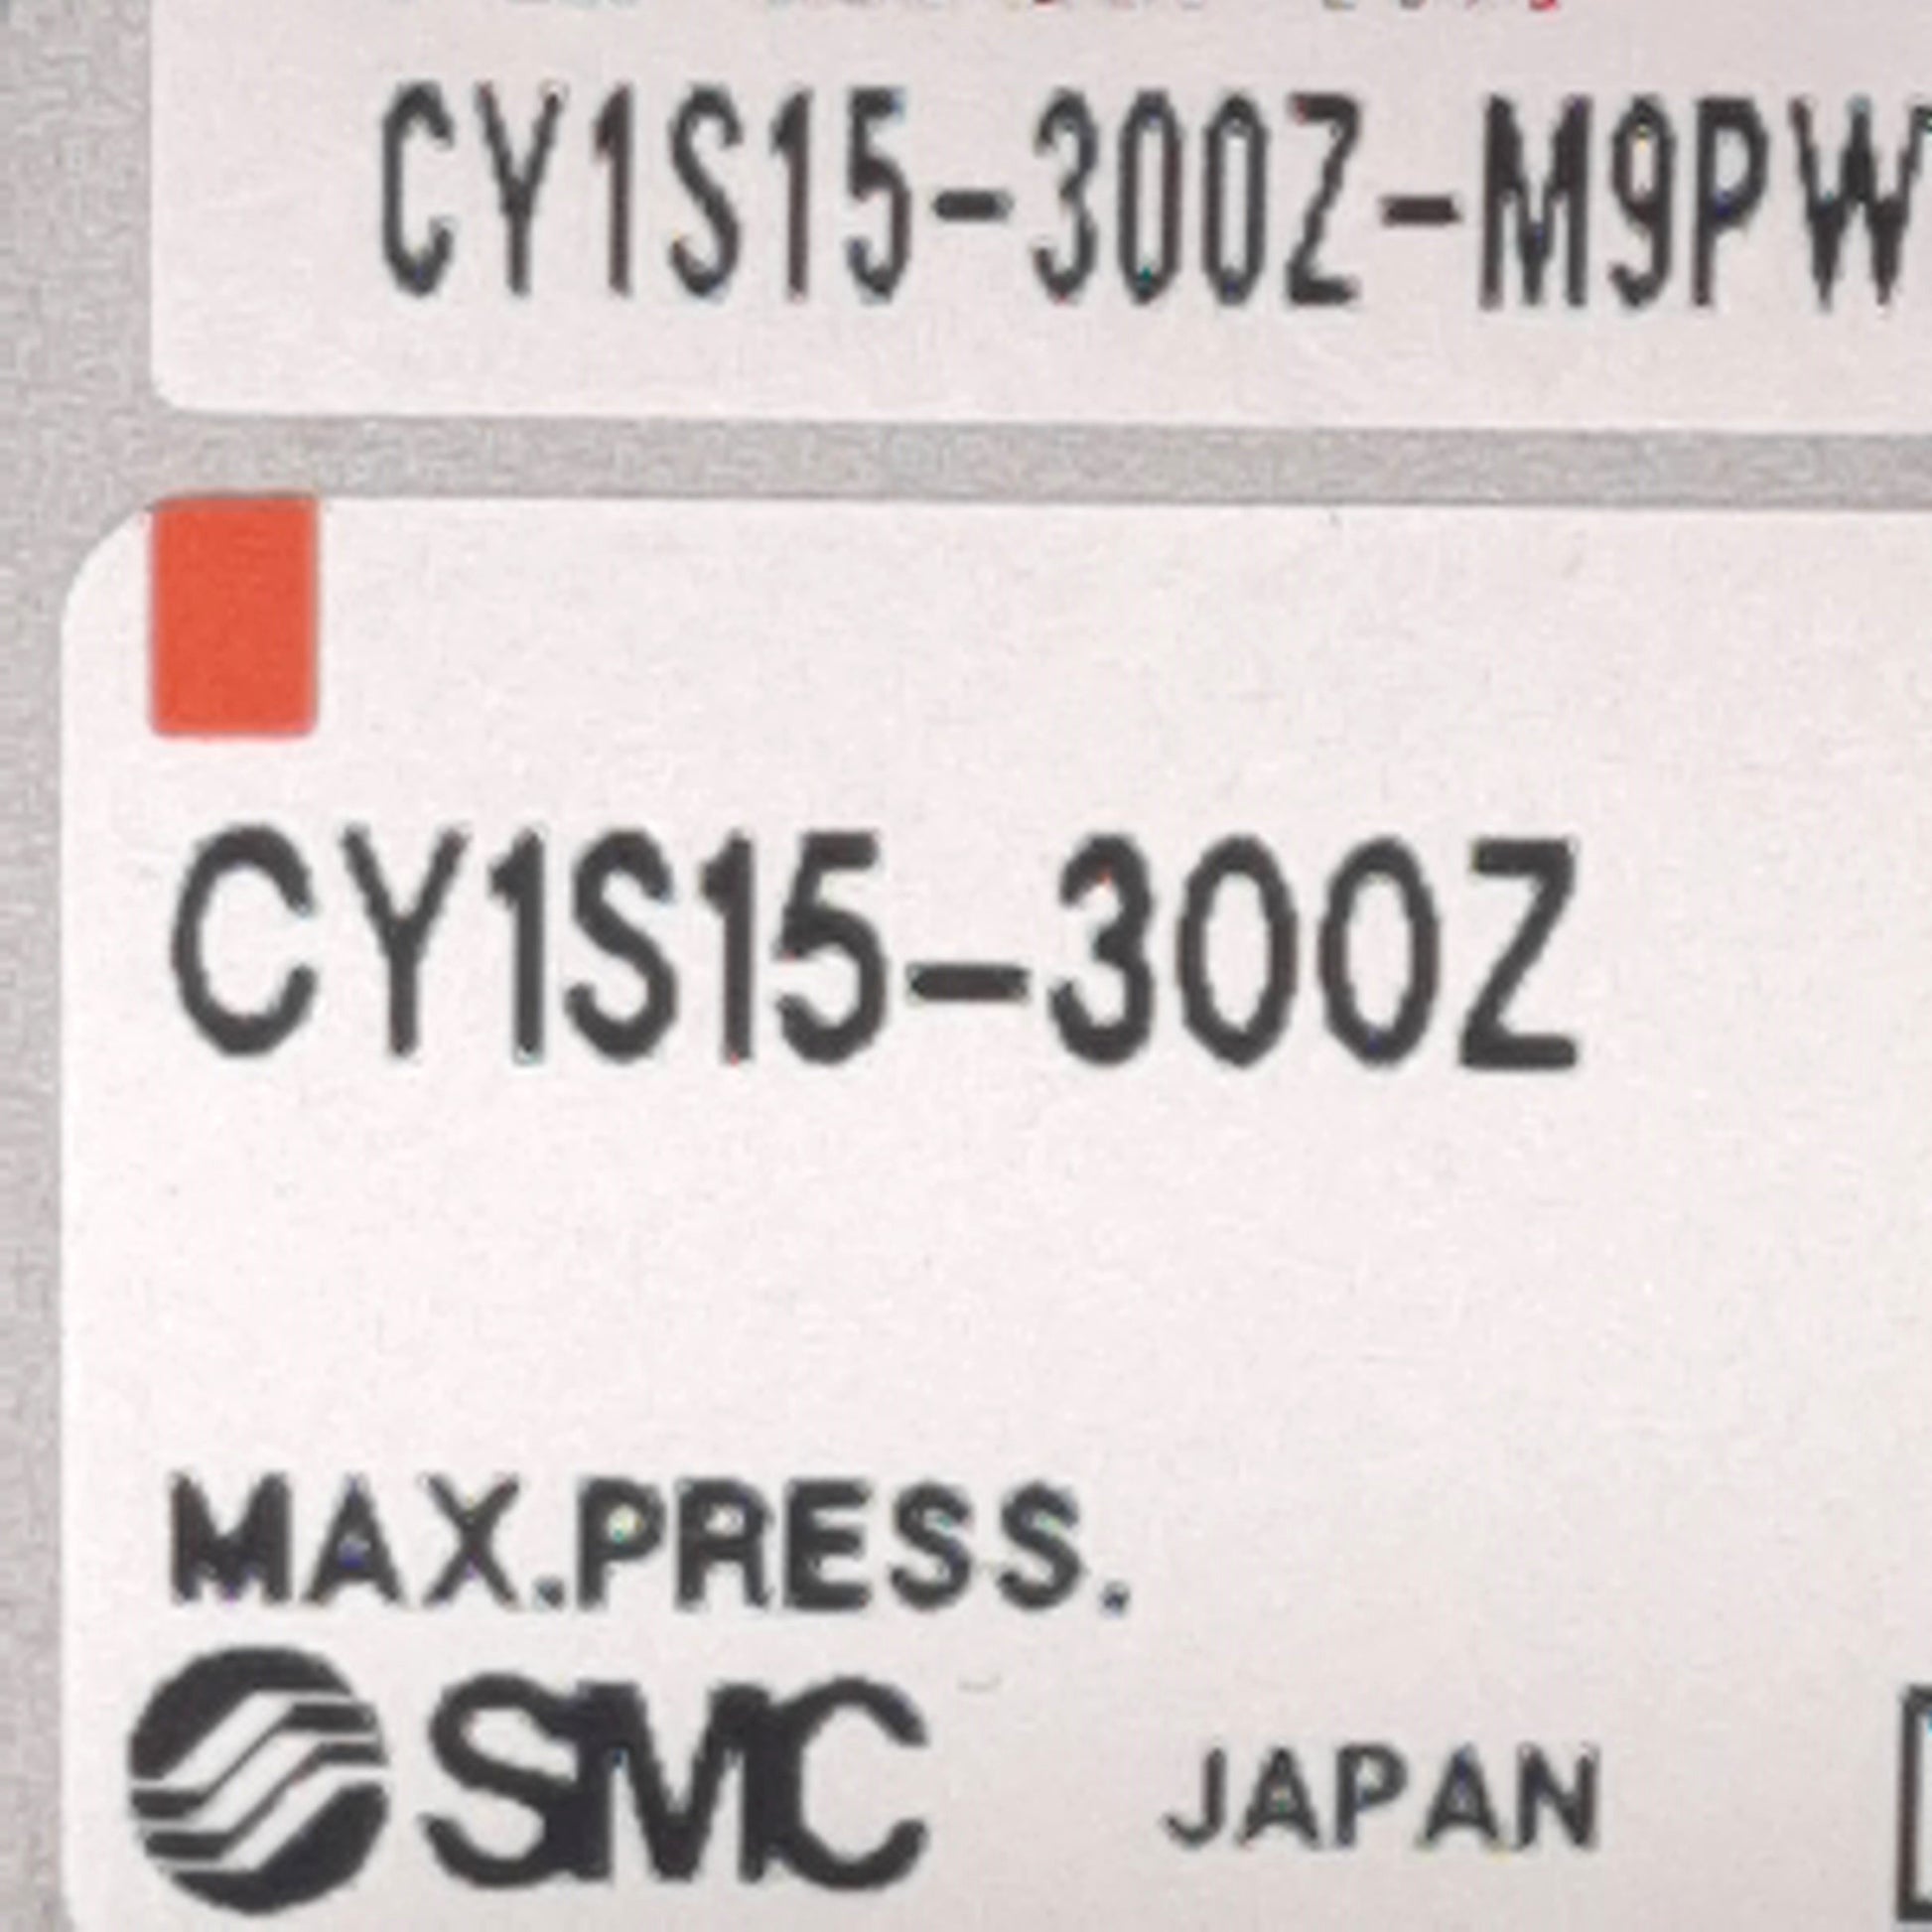 CY1S15-300Z-M9PW
CY1S15-300Z
MAX.PRESS.
SMC JAPAN